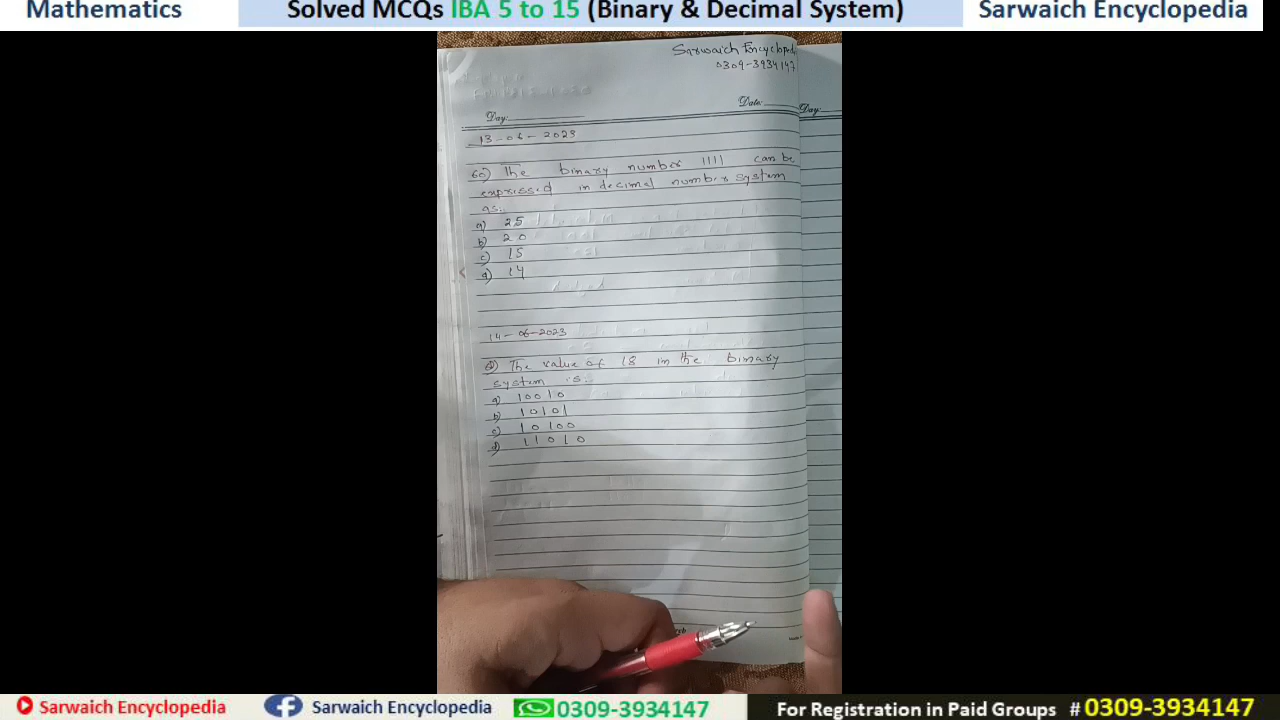 Mathematics
Solved MCQs IBA 5 to 15 (Binary & Decimal System)
Sarwaich Encyclopedia
Sarwaich Encyclopedi
0309-3934147
Day:
Date:
Day:
13-06-2023
60) The binary number 1111 can be
expressed in decimal number system
as..
a) 25
b) 20
c) 15
d) 14
14-06-2023
The value of 18 in the binary
system is..
a) 10010
b) 10101
c) 10100
d) 11010
Sarwaich Encyclopedia
Sarwaich Encyclopedia
0309-3934147
For Registration in Paid Groups # 0309-3934147